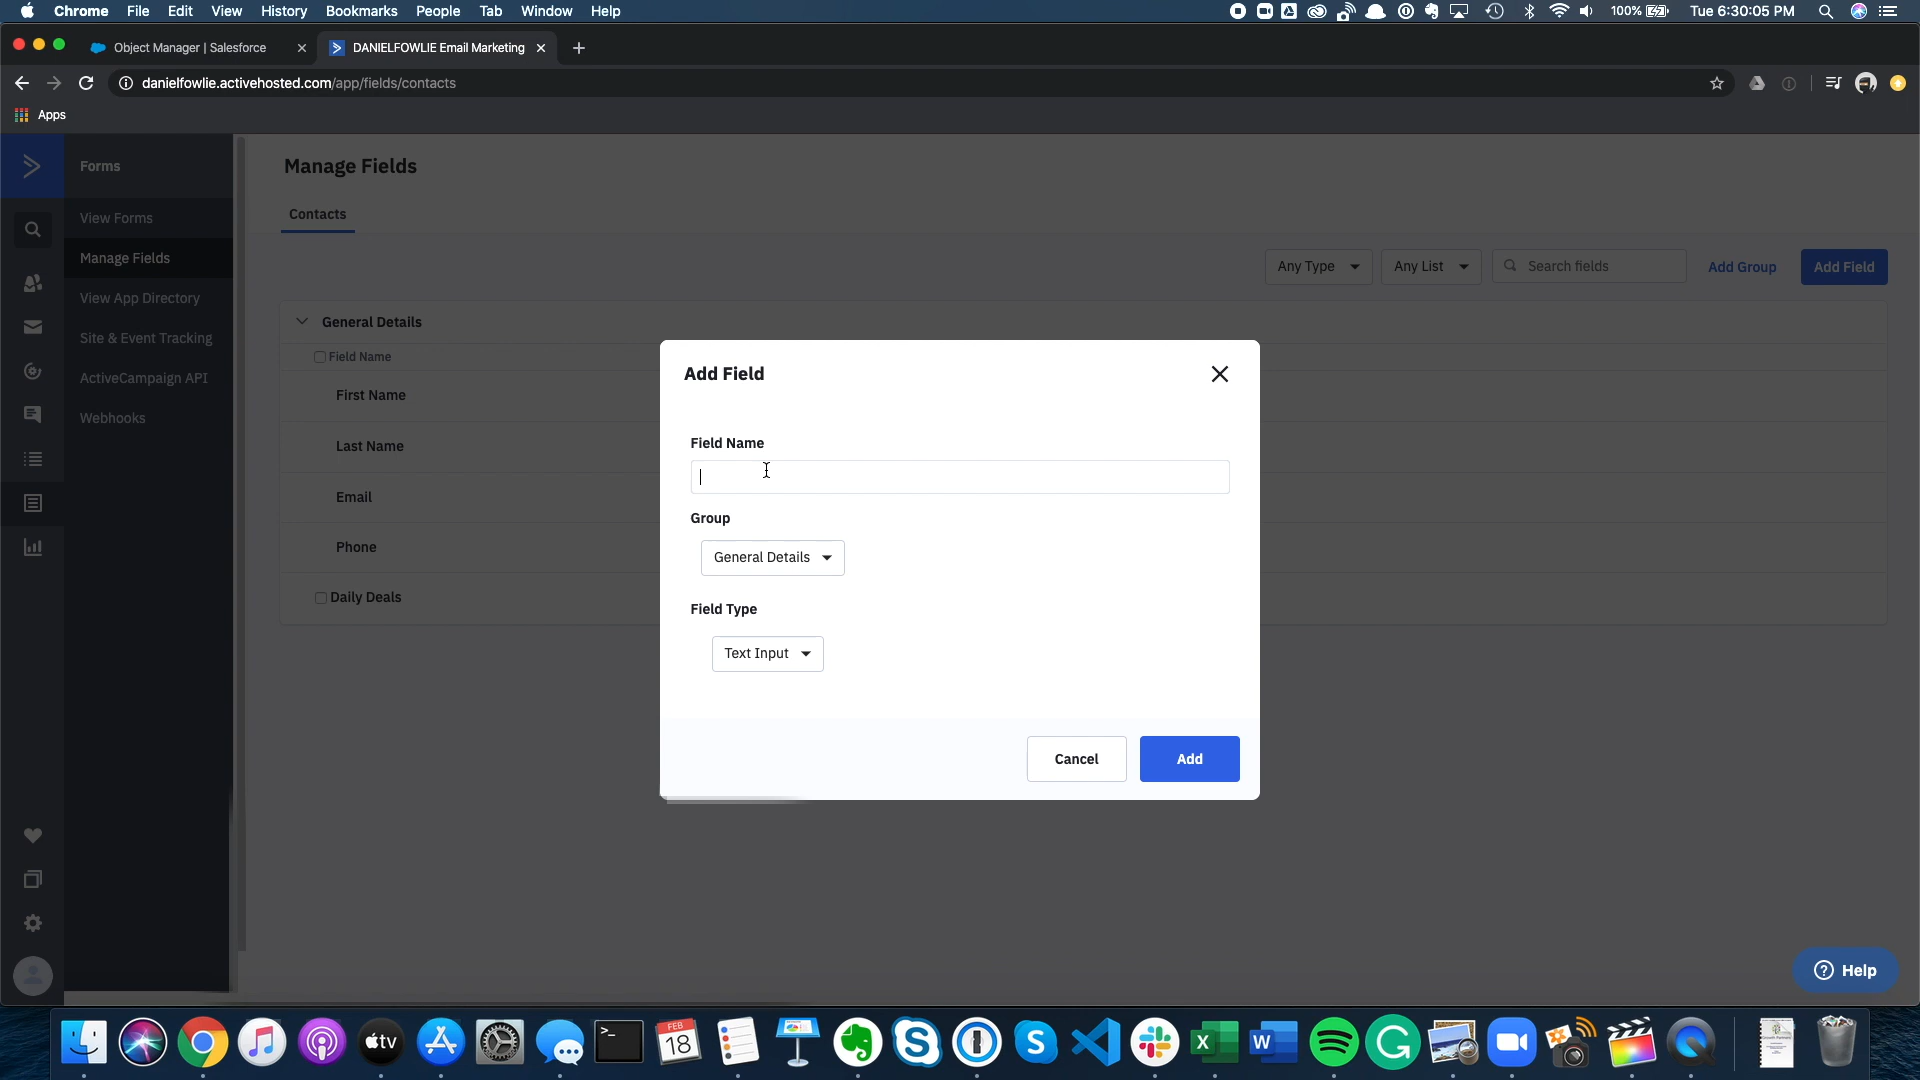 Chrome File Edit View History Bookmarks People Tab Window Help 100% Tue 6:30:05 PM
Object Manager | Salesforce
DANIELFOWLIE Email Marketing
danielfowlie.activehosted.com/app/fields/contacts
Apps
Forms
View Forms
Manage Fields
View App Directory
Site & Event Tracking
ActiveCampaign API
Webhooks
Manage Fields
Contacts
Any Type
Any List
Search fields
Add Group
Add Field
General Details
Field Name
First Name
Last Name
Email
Phone
Daily Deals
Add Field
Field Name
Group
General Details
Field Type
Text Input
Cancel
Add
Help
tv
FEB
18